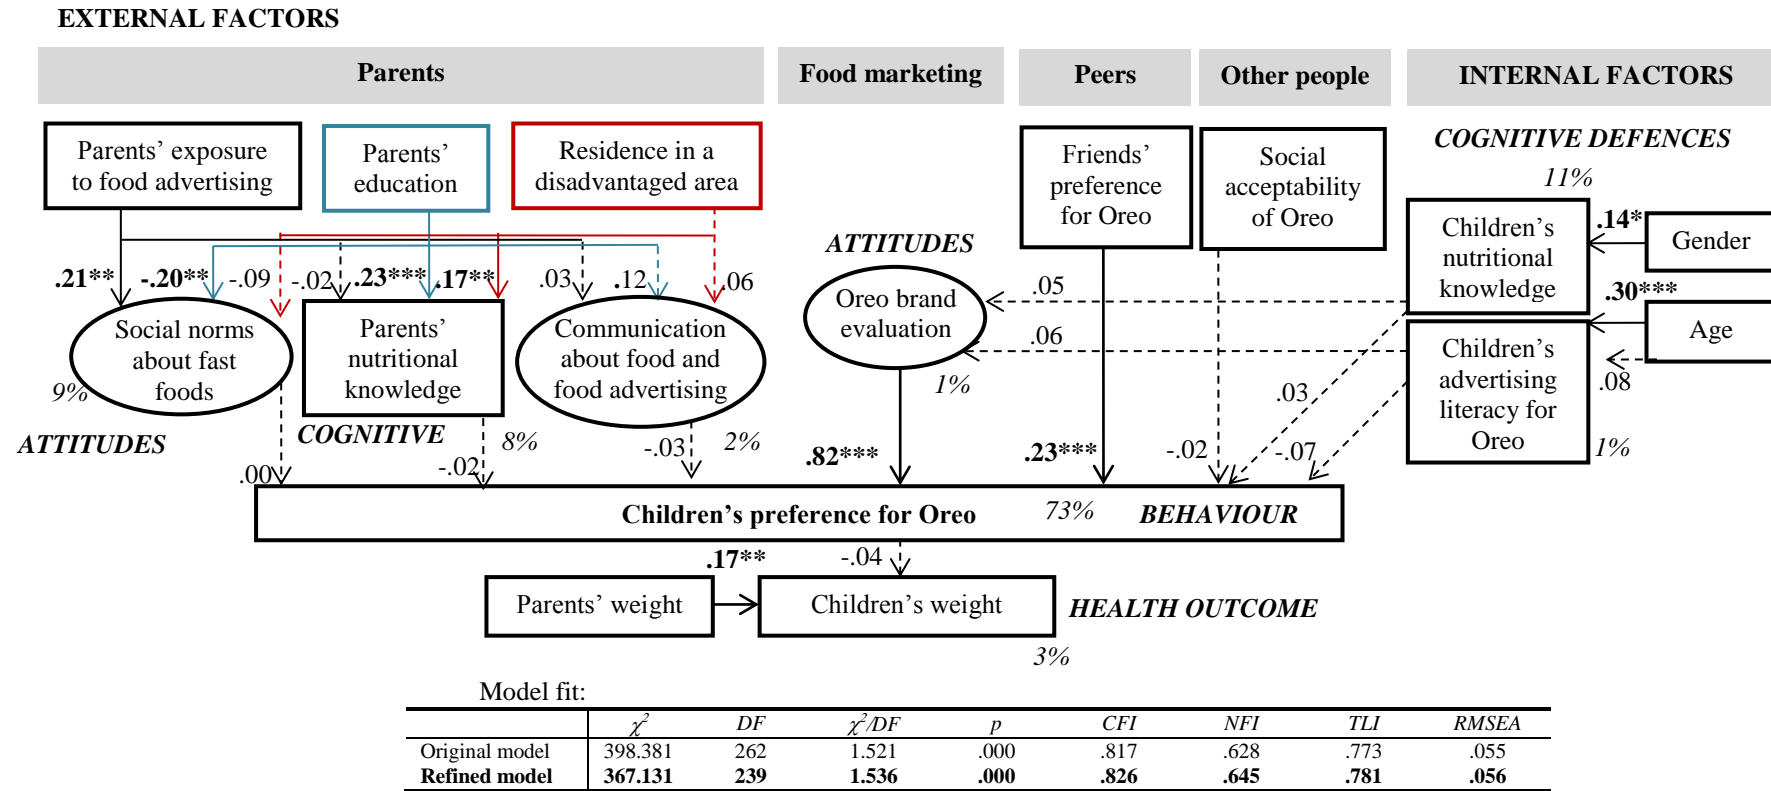 EXTERNAL FACTORS
Parents
Food marketing
Peers
Other people
INTERNAL FACTORS
Parents’ exposure
to food advertising
Parents’
education
Residence in a
disadvantaged area
Friends’
preference
for Oreo
Social
acceptability
of Oreo
COGNITIVE DEFENCES
11%
Children’s
nutritional
knowledge
.14*
Gender
.30***
Age
.08
Children’s
advertising
literacy for
Oreo
1%
ATTITUDES
Oreo brand
evaluation
1%
.05
.06
.21**
-.20**
-.09
-.02
.23***
.17**
.03
.12
.06
Social norms
about fast
foods
9%
ATTITUDES
Parents’
nutritional
knowledge
COGNITIVE
8%
Communication
about food and
food advertising
2%
.00
-.02
-.03
.82***
.23***
-.02
.03
-.07
Children’s preference for Oreo
73%
BEHAVIOUR
.17**
-.04
Parents’ weight
Children’s weight
HEALTH OUTCOME
3%
Model fit:
χ2 DF χ2/DF p CFI NFI TLI RMSEA
Original model 398.381 262 1.521 .000 .817 .628 .773 .055
Refined model 367.131 239 1.536 .000 .826 .645 .781 .056